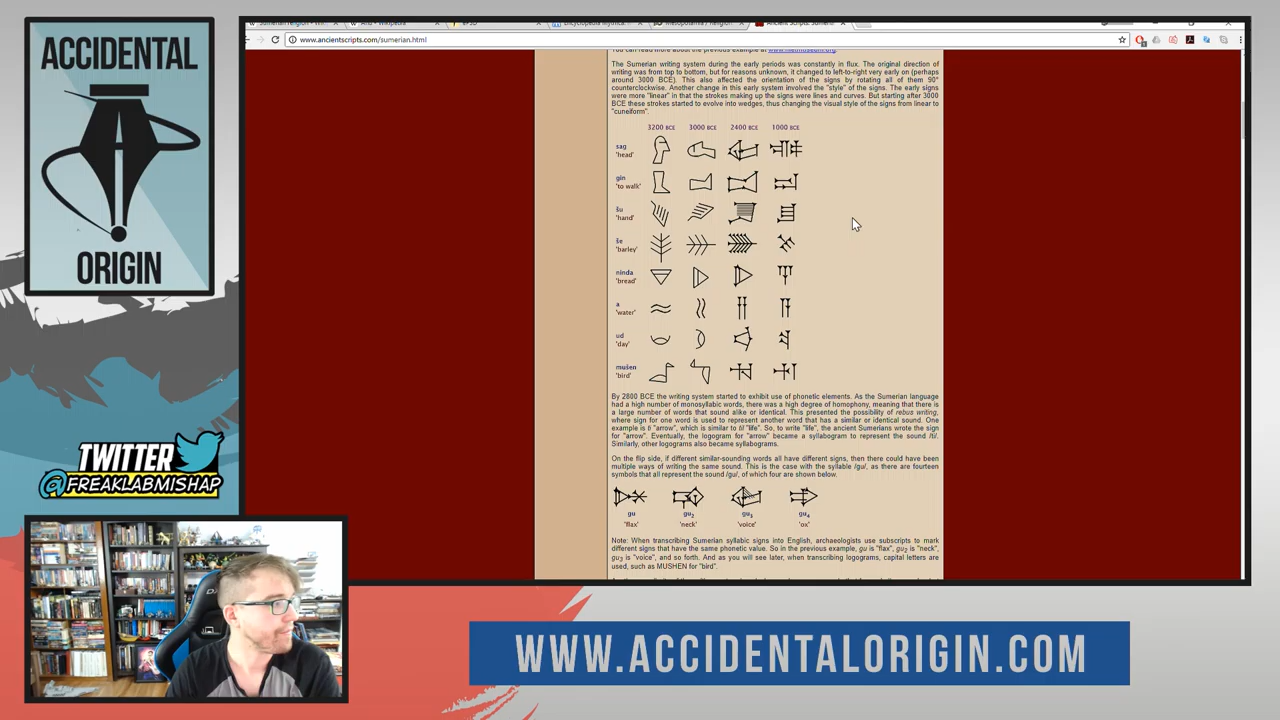 ACCIDENTAL
ORIGIN
TWITTER
@FREAKLABMISHAP
WWW.ACCIDENTALORIGIN.COM
www.ancientscripts.com/sumerian.html
You can read more about the previous example at www.metmuseum.org.
The Sumerian writing system during the early periods was constantly in flux. The original direction of
writing was from top to bottom, but for reasons unknown, it changed to left-to-right very early on (perhaps
around 3000 BCE). This also affected the orientation of the signs by rotating all of them 90°
counterclockwise. Another change in this early system involved the "style" of the signs. The early signs
were more "linear" in that the strokes making up the signs were lines and curves. But starting after 3000
BCE these strokes started to evolve into wedges, thus changing the visual style of the signs from linear to
"cuneiform".
3200 BCE 3000 BCE 2400 BCE 1000 BCE
sag
'head'
gin
'to walk'
šu
'hand'
še
'barley'
ninda
'bread'
a
'water'
ud
'day'
mušen
'bird'
By 2800 BCE the writing system started to exhibit use of phonetic elements. As the Sumerian language
had a high number of monosyllabic words, there was a high degree of homophony, meaning that there is
a large number of words that sound alike or identical. This presented the possibility of rebus writing,
where sign for one word is used to represent another word that has a similar or identical sound. One
example is ti "arrow", which is similar to ti "life". So, to write "life", the ancient Sumerians wrote the sign
for "arrow". Eventually, the logogram for "arrow" became a syllabogram to represent the sound /ti/.
Similarly, other logograms also became syllabograms.
On the flip side, if different similar-sounding words all have different signs, then there could have been
multiple ways of writing the same sound. This is the case with the syllable /gu/, as there are fourteen
symbols that all represent the sound /gu/, of which four are shown below.
gu gu2 gu3 gu4
'flax' 'neck' 'voice' 'ox'
Note: When transcribing Sumerian syllabic signs into English, archaeologists use subscripts to mark
different signs that have the same phonetic value. So in the previous example, gu is "flax", gu2 is "neck",
gu3 is "voice", and so forth. And as you will see later, when transcribing logograms, capital letters are
used, such as MUSHEN for "bird".